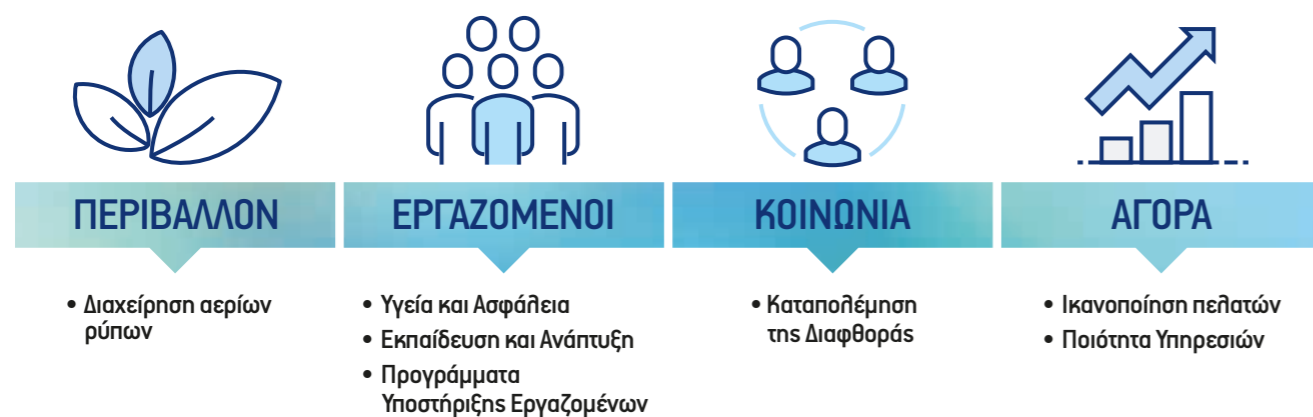 ΠΕΡΙΒΑΛΛΟΝ
• Διαχείρηση αερίων
ρύπων
ΕΡΓΑΖΟΜΕΝΟΙ
• Υγεία και Ασφάλεια
• Εκπαίδευση και Ανάπτυξη
• Προγράμματα
Υποστήριξης Εργαζομένων
ΚΟΙΝΩΝΙΑ
• Καταπολέμηση
της Διαφθοράς
ΑΓΟΡΑ
• Ικανοποίηση πελατών
• Ποιότητα Υπηρεσιών